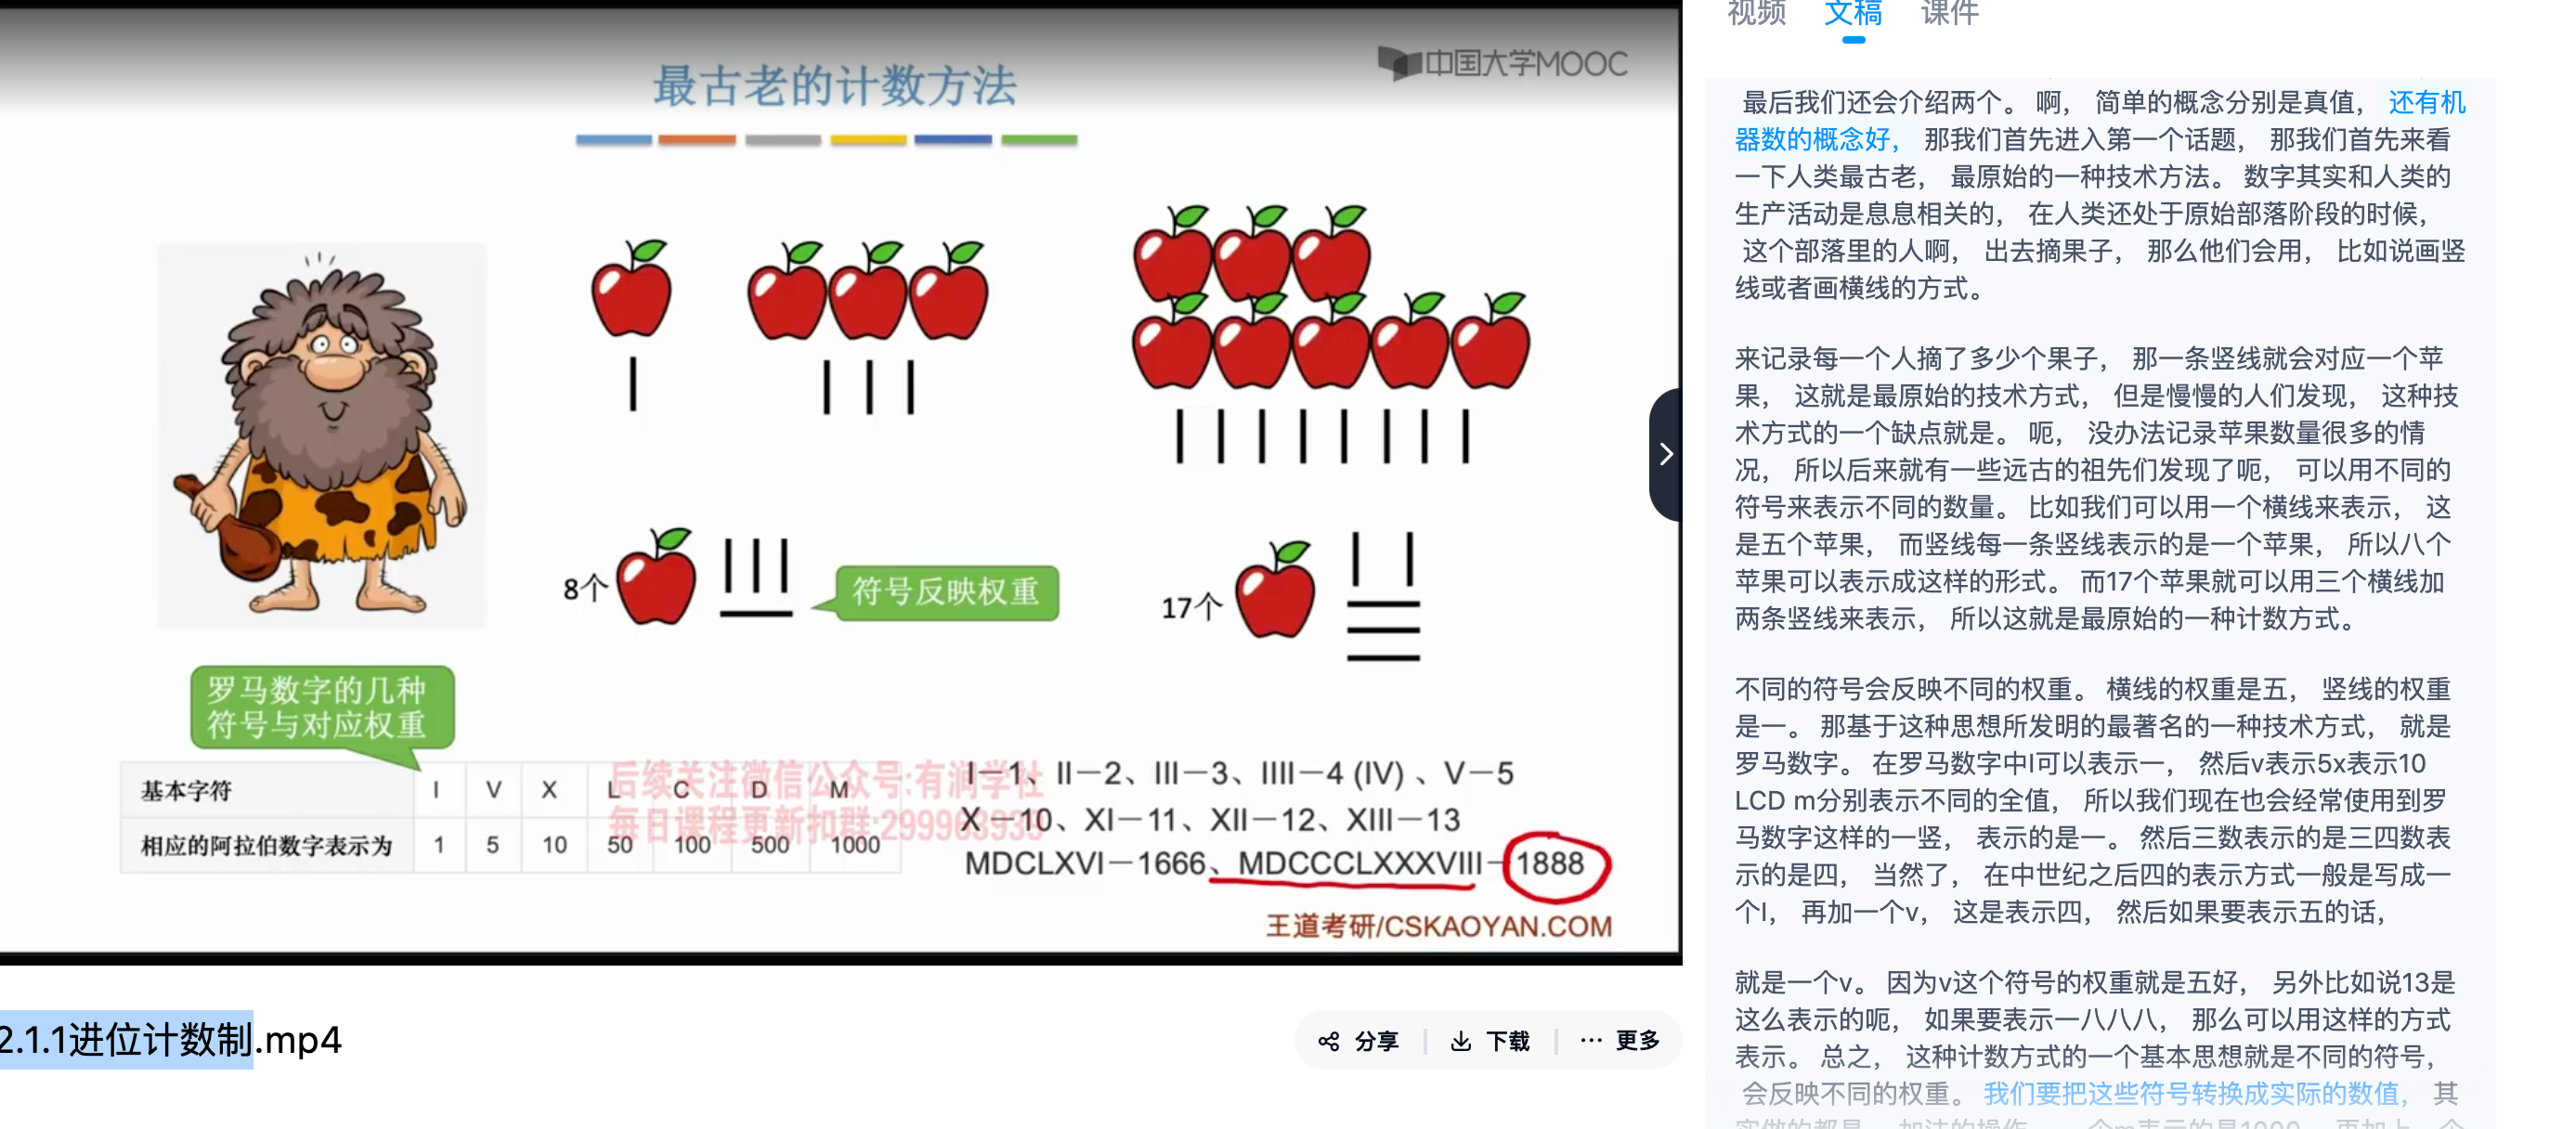 最古老的计数方法
中国大学MOOC
8个
符号反映权重
17个
罗马数字的几种
符号与对应权重
基本字符 I V X L C D M
相应的阿拉伯数字表示为 1 5 10 50 100 500 1000
后续关注微信公众号:有涧学社
每日课程更新扣群:299963939
I－1、II－2、III－3、IIII－4 (IV) 、V－5
X－10、XI－11、XII－12、XIII－13
MDCLXVI－1666、MDCCCLXXXVIII－1888
王道考研/CSKAOYAN.COM
2.1.1进位计数制.mp4
分享 下载 更多
视频 文稿 课件
最后我们还会介绍两个。 啊， 简单的概念分别是真值， 还有机
器数的概念好， 那我们首先进入第一个话题， 那我们首先来看
一下人类最古老， 最原始的一种技术方法。 数字其实和人类的
生产活动是息息相关的， 在人类还处于原始部落阶段的时候，
这个部落里的人啊， 出去摘果子， 那么他们会用， 比如说画竖
线或者画横线的方式。
来记录每一个人摘了多少个果子， 那一条竖线就会对应一个苹
果， 这就是最原始的技术方式， 但是慢慢的人们发现， 这种技
术方式的一个缺点就是。 呃， 没办法记录苹果数量很多的情
况， 所以后来就有一些远古的祖先们发现了呃， 可以用不同的
符号来表示不同的数量。 比如我们可以用一个横线来表示， 这
是五个苹果， 而竖线每一条竖线表示的是一个苹果， 所以八个
苹果可以表示成这样的形式。 而17个苹果就可以用三个横线加
两条竖线来表示， 所以这就是最原始的一种计数方式。
不同的符号会反映不同的权重。 横线的权重是五， 竖线的权重
是一。 那基于这种思想所发明的最著名的一种技术方式， 就是
罗马数字。 在罗马数字中I可以表示一， 然后v表示5x表示10
LCD m分别表示不同的全值， 所以我们现在也会经常使用到罗
马数字这样的一竖， 表示的是一。 然后三数表示的是三四数表
示的是四， 当然了， 在中世纪之后四的表示方式一般是写成一
个I， 再加一个v， 这是表示四， 然后如果要表示五的话，
就是一个v。 因为v这个符号的权重就是五好， 另外比如说13是
这么表示的呃， 如果要表示一八八八， 那么可以用这样的方式
表示。 总之， 这种计数方式的一个基本思想就是不同的符号，
会反映不同的权重。 我们要把这些符号转换成实际的数值， 其